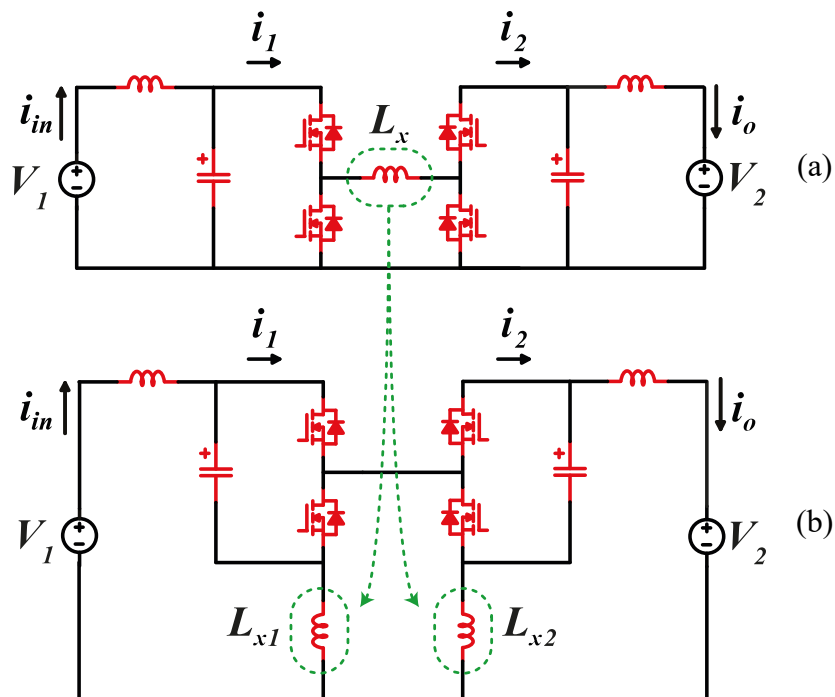 i1 i2
iin Lx io
V1 V2 (a)
i1 i2
iin io
V1 V2 (b)
Lx1 Lx2